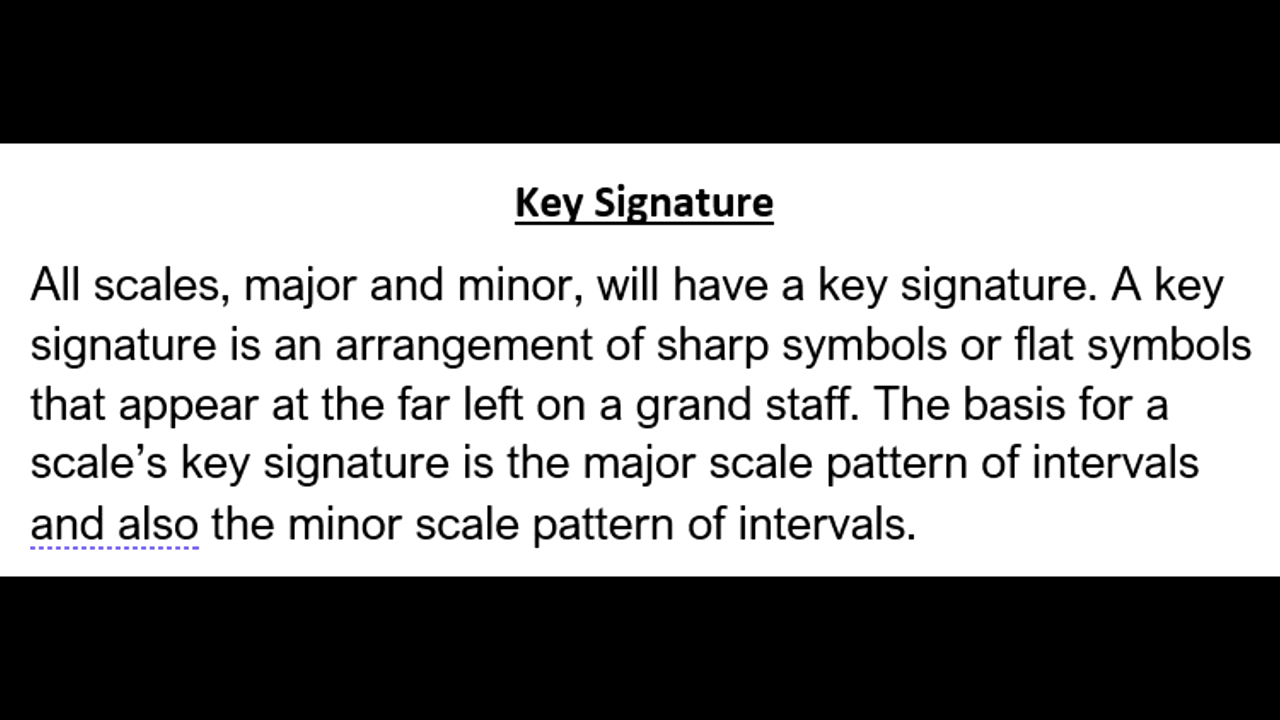 Key Signature
All scales, major and minor, will have a key signature. A key
signature is an arrangement of sharp symbols or flat symbols
that appear at the far left on a grand staff. The basis for a
scale’s key signature is the major scale pattern of intervals
and also the minor scale pattern of intervals.